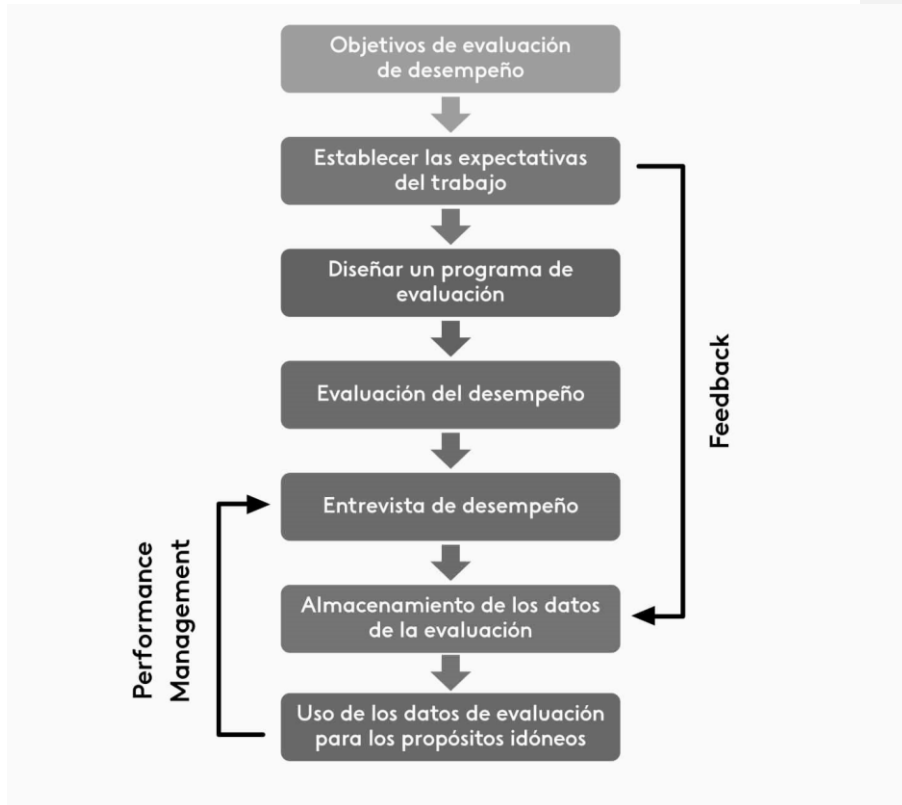 Objetivos de evaluación
de desempeño
Establecer las expectativas
del trabajo
Diseñar un programa de
evaluación
Evaluación del desempeño
Entrevista de desempeño
Almacenamiento de los datos
de la evaluación
Uso de los datos de evaluación
para los propósitos idóneos
Feedback
Performance
Management